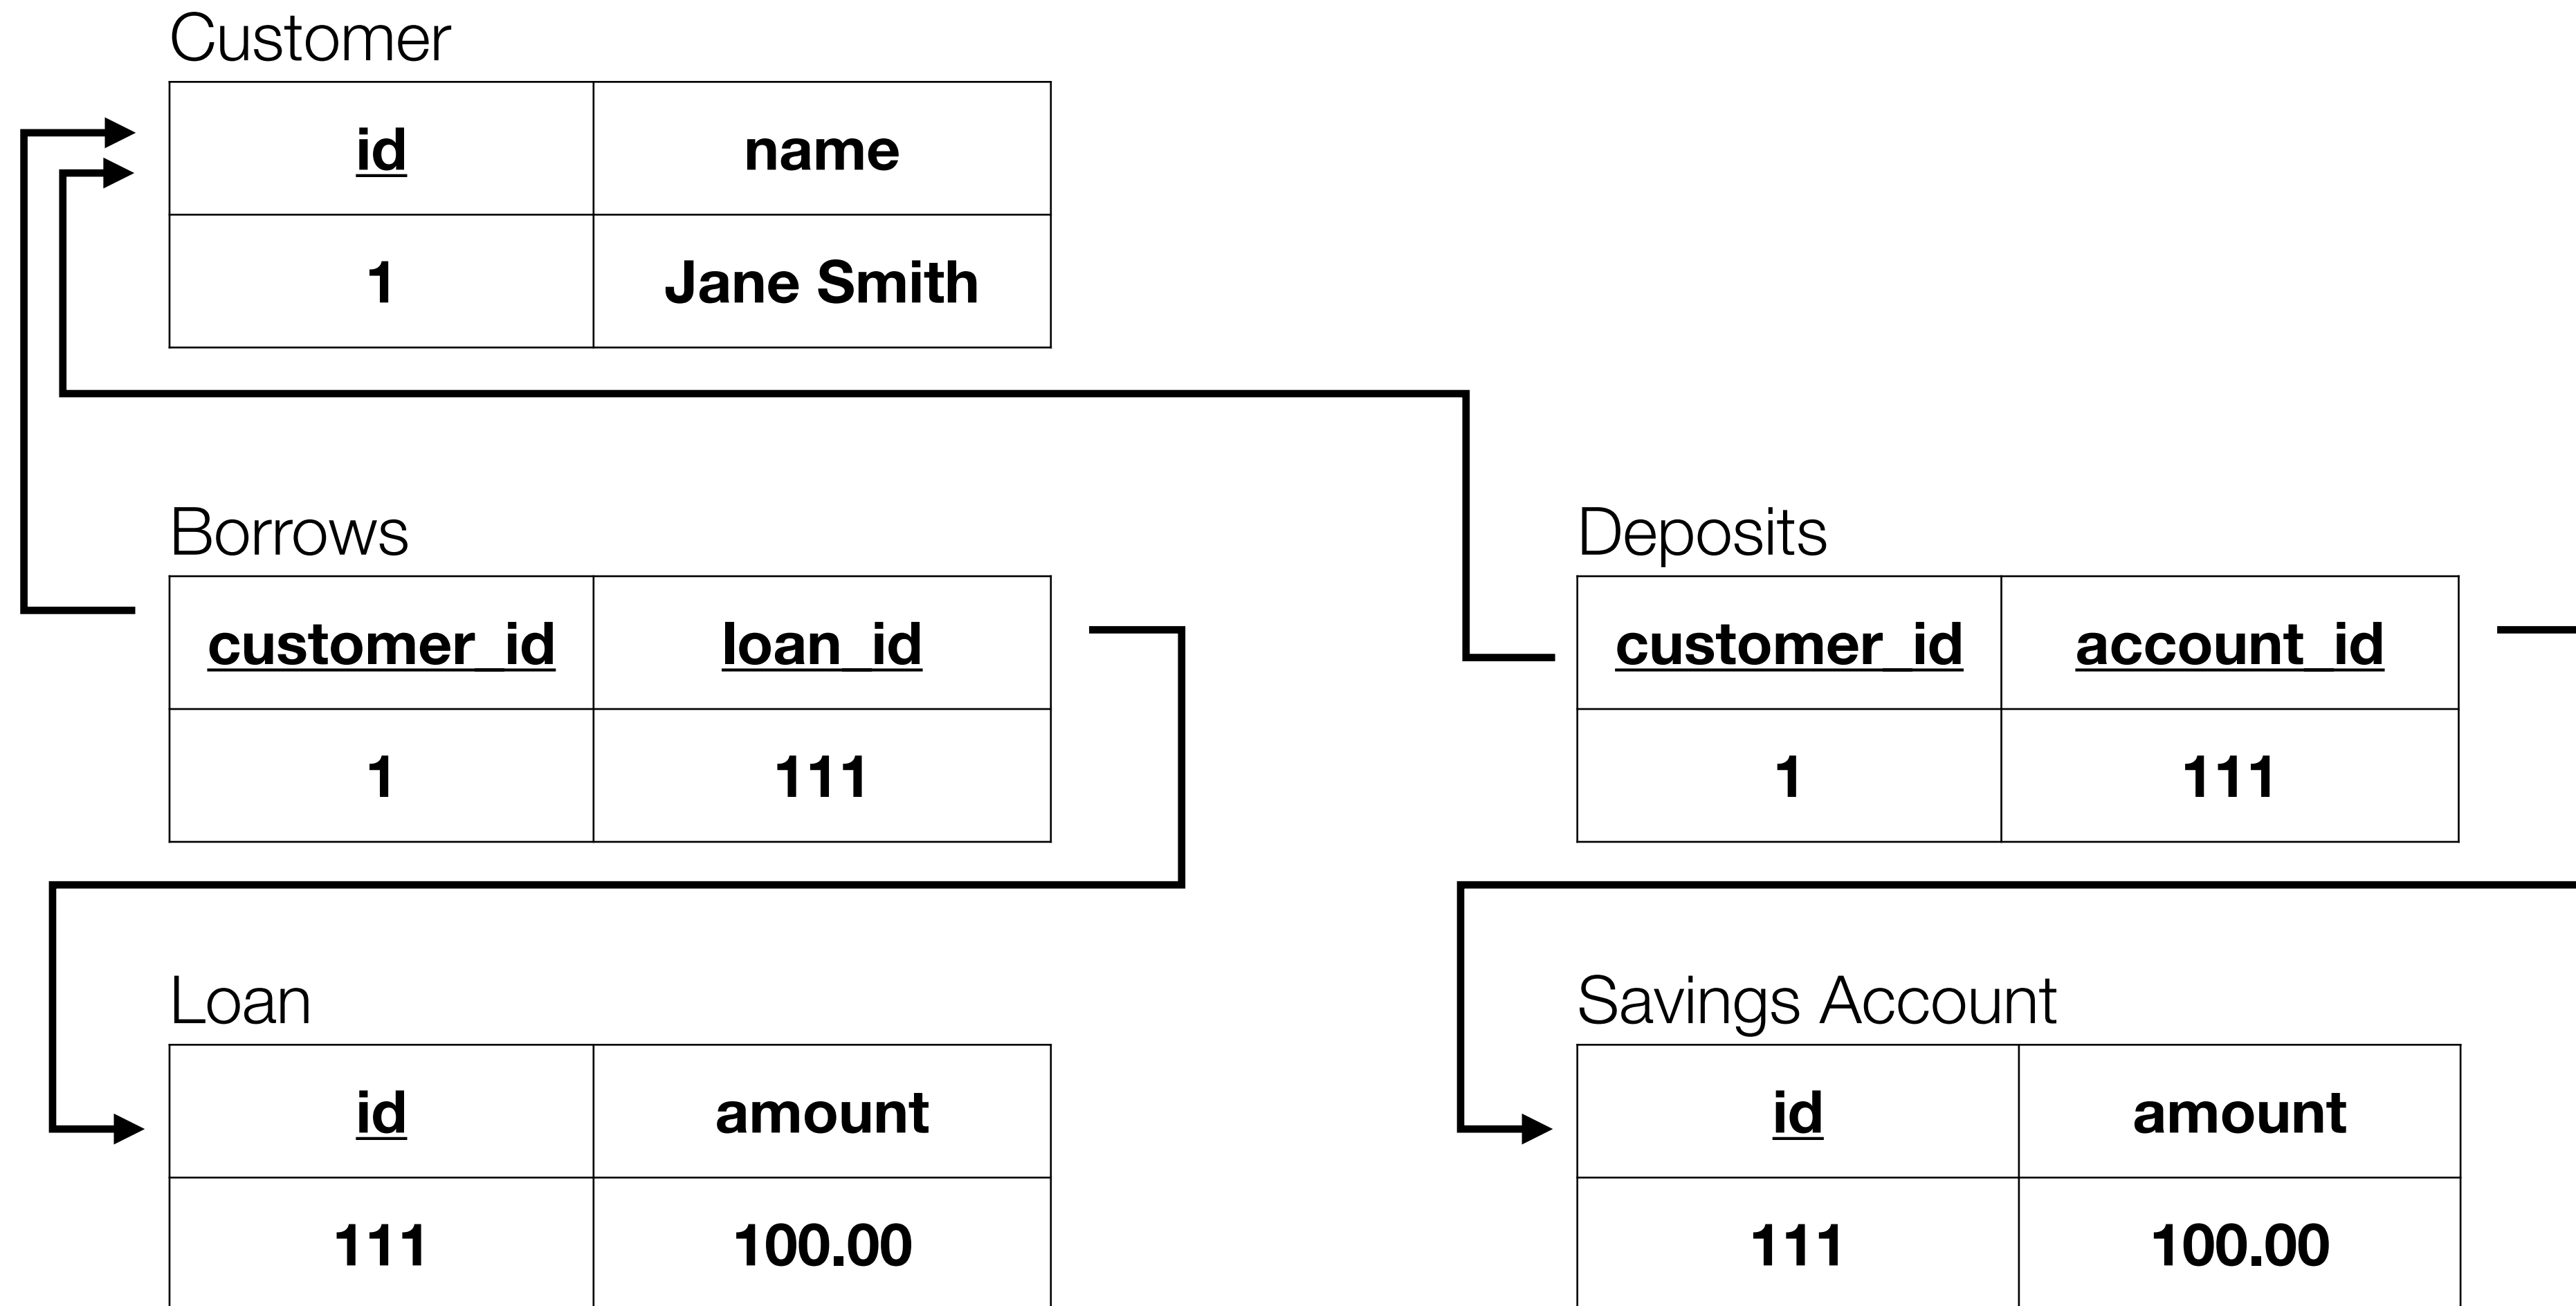 Customer
id name
1 Jane Smith
Borrows
customer_id loan_id
1 111
Deposits
customer_id account_id
1 111
Loan
id amount
111 100.00
Savings Account
id amount
111 100.00